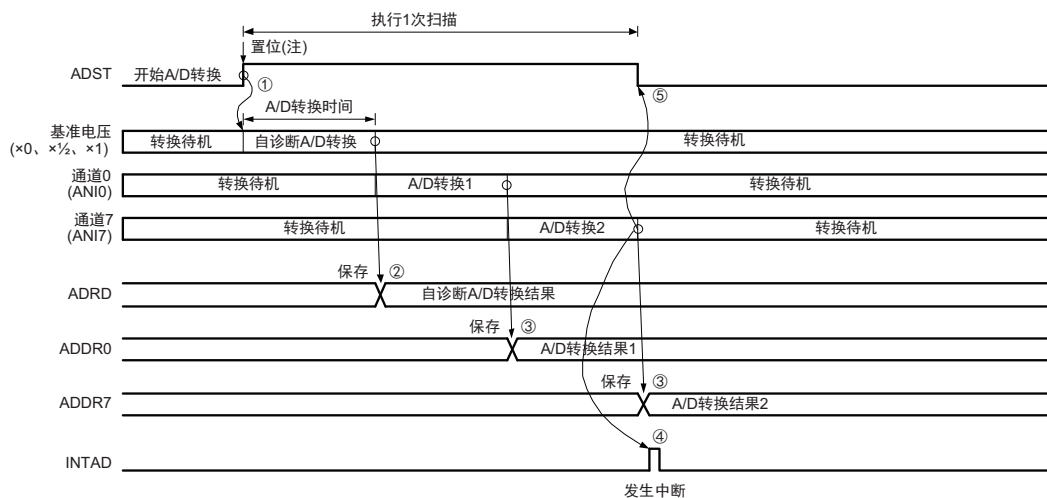 执行1次扫描
置位(注)
ADST 开始A/D转换 ① ⑤
A/D转换时间
基准电压
(×0、×½、×1) 转换待机 自诊断A/D转换 转换待机
通道0
(ANI0) 转换待机 A/D转换1 转换待机
通道7
(ANI7) 转换待机 A/D转换2 转换待机
保存 ②
ADRD 自诊断A/D转换结果
保存 ③
ADDR0 A/D转换结果1
保存 ③
ADDR7 A/D转换结果2
④
INTAD
发生中断